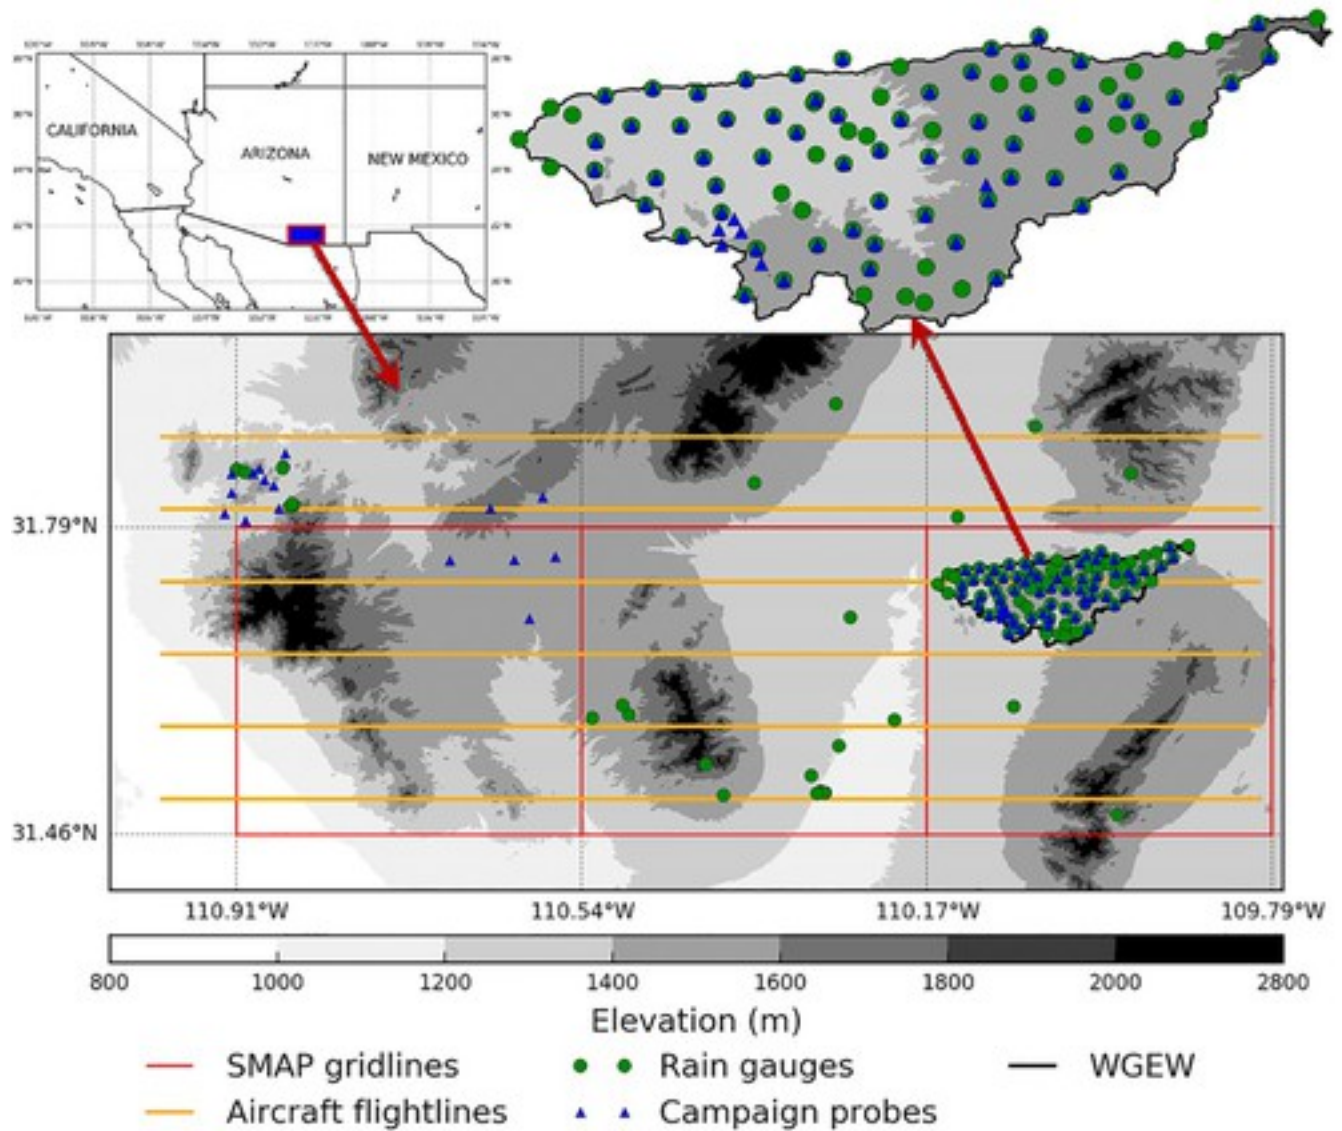 CALIFORNIA
ARIZONA
NEW MEXICO
31.79°N
31.46°N
110.91°W 110.54°W 110.17°W 109.79°W
800 1000 1200 1400 1600 1800 2000 2800
Elevation (m)
SMAP gridlines Rain gauges WGEW
Aircraft flightlines Campaign probes